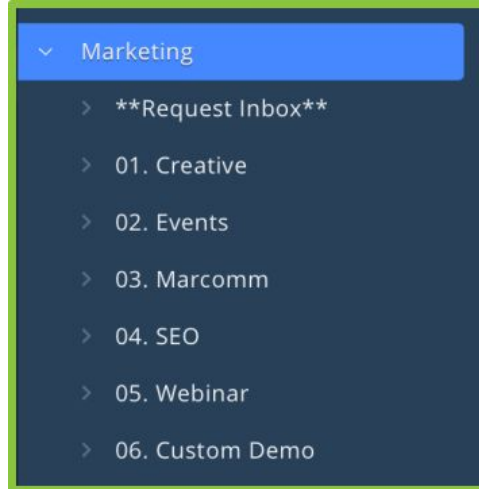 Marketing
**Request Inbox**
01. Creative
02. Events
03. Marcomm
04. SEO
05. Webinar
06. Custom Demo